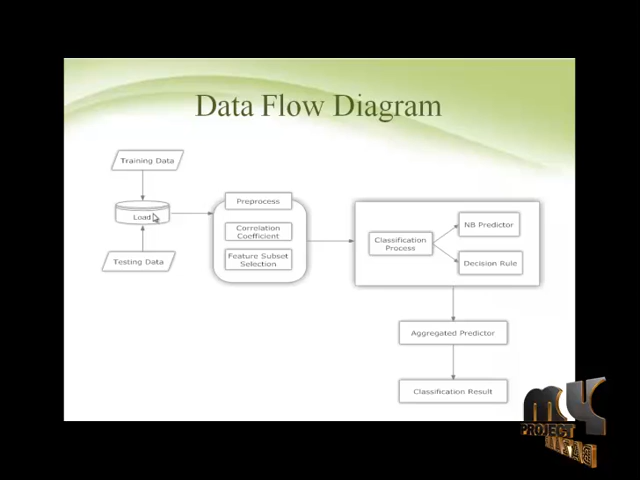 Data Flow Diagram
Training Data
Load
Testing Data
Preprocess
Correlation
Coefficient
Feature Subset
Selection
Classification
Process
NB Predictor
Decision Rule
Aggregated Predictor
Classification Result
PROJECT